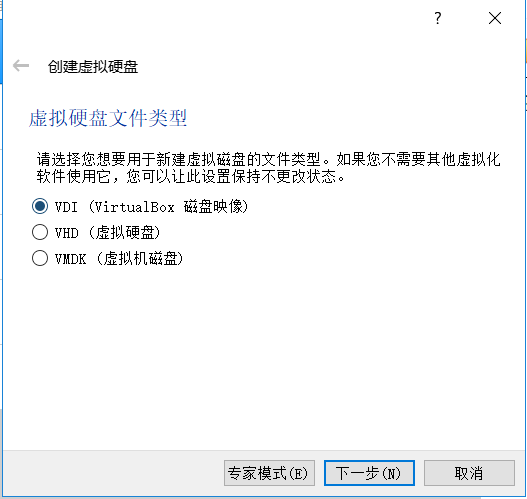 ?
创建虚拟硬盘
虚拟硬盘文件类型
请选择您想要用于新建虚拟磁盘的文件类型。如果您不需要其他虚拟化
软件使用它，您可以让此设置保持不更改状态。
VDI (VirtualBox 磁盘映像)
VHD (虚拟硬盘)
VMDK (虚拟机磁盘)
专家模式(E) 下一步(N) 取消